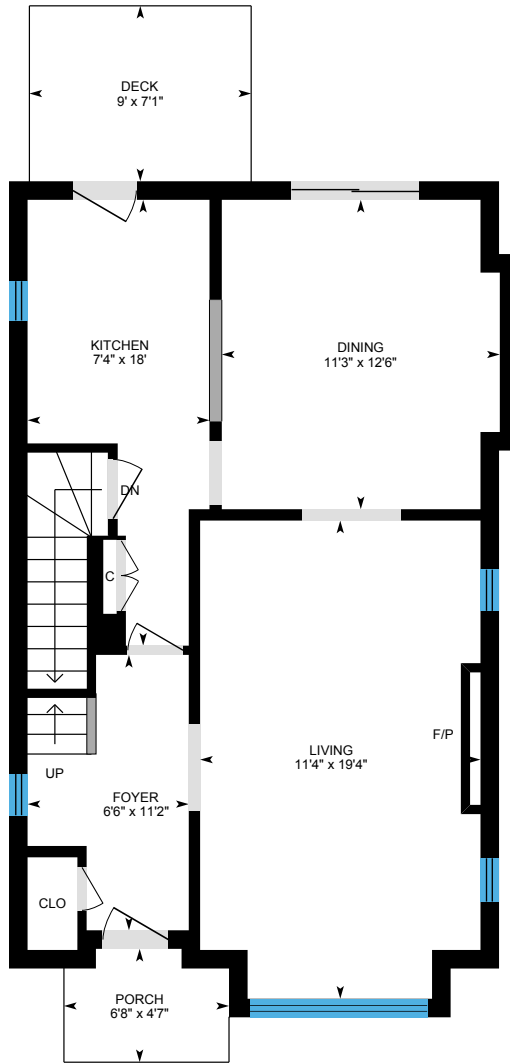 DECK
9' x 7'1"
KITCHEN
7'4" x 18'
DINING
11'3" x 12'6"
DN
C
LIVING
11'4" x 19'4"
F/P
UP
FOYER
6'6" x 11'2"
CLO
PORCH
6'8" x 4'7"